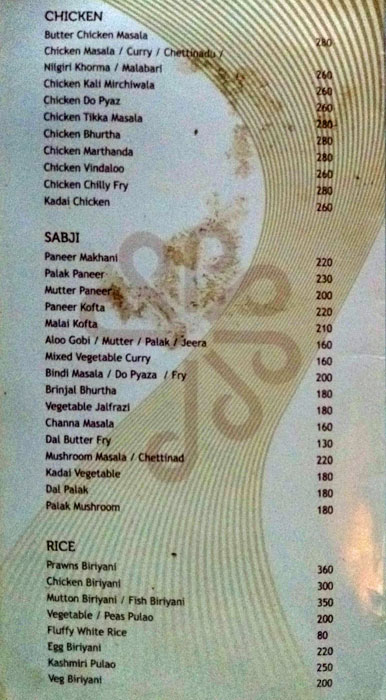 CHICKEN
Butter Chicken Masala 280
Chicken Masala / Curry / Chettinadu /
Nilgiri Khorma / Malabari 260
Chicken Kali Mirchiwala 260
Chicken Do Pyaz 260
Chicken Tikka Masala 280
Chicken Bhurtha 280
Chicken Marthanda 280
Chicken Vindaloo 260
Chicken Chilly Fry 280
Kadai Chicken 260
SABJI
Paneer Makhani 220
Palak Paneer 230
Mutter Paneer 200
Paneer Kofta 220
Malai Kofta 210
Aloo Gobi / Mutter / Palak / Jeera 160
Mixed Vegetable Curry 160
Bindi Masala / Do Pyaza / Fry 200
Brinjal Bhurtha 180
Vegetable Jalfrazi 180
Channa Masala 160
Dal Butter Fry 130
Mushroom Masala / Chettinad 220
Kadai Vegetable 180
Dal Palak 180
Palak Mushroom 180
RICE
Prawns Biriyani 360
Chicken Biriyani 300
Mutton Biriyani / Fish Biriyani 350
Vegetable / Peas Pulao 200
Fluffy White Rice 80
Egg Biriyani 220
Kashmiri Pulao 250
Veg Biriyani 200